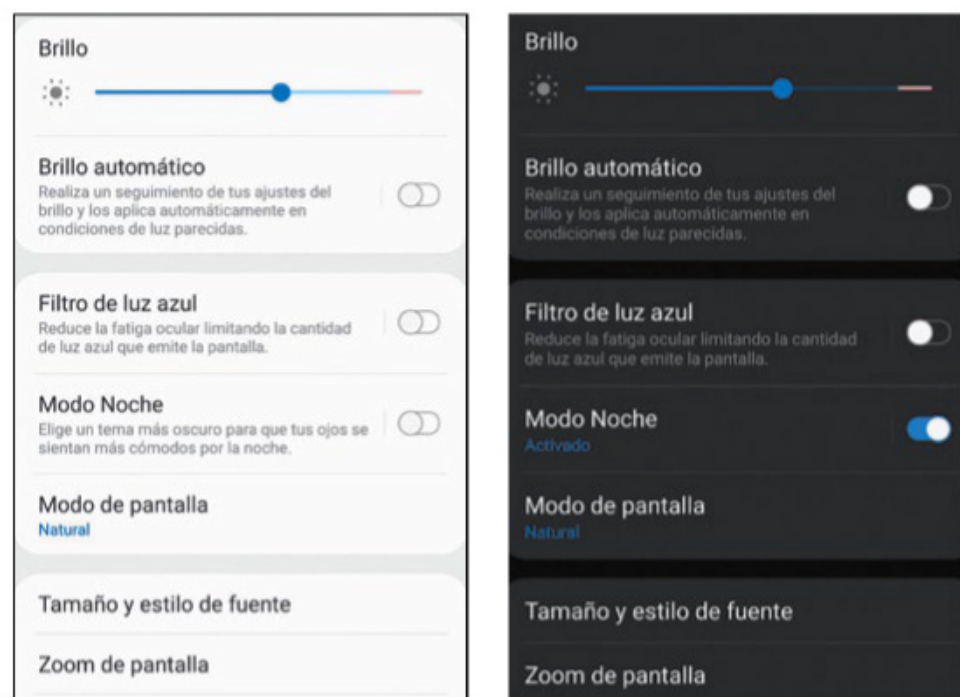 Brillo
Brillo automático
Realiza un seguimiento de tus ajustes del
brillo y los aplica automáticamente en
condiciones de luz parecidas.
Filtro de luz azul
Reduce la fatiga ocular limitando la cantidad
de luz azul que emite la pantalla.
Modo Noche
Elige un tema más oscuro para que tus ojos se
sientan más cómodos por la noche.
Modo de pantalla
Natural
Tamaño y estilo de fuente
Zoom de pantalla
Brillo
Brillo automático
Realiza un seguimiento de tus ajustes del
brillo y los aplica automáticamente en
condiciones de luz parecidas.
Filtro de luz azul
Reduce la fatiga ocular limitando la cantidad
de luz azul que emite la pantalla.
Modo Noche
Activado
Modo de pantalla
Natural
Tamaño y estilo de fuente
Zoom de pantalla